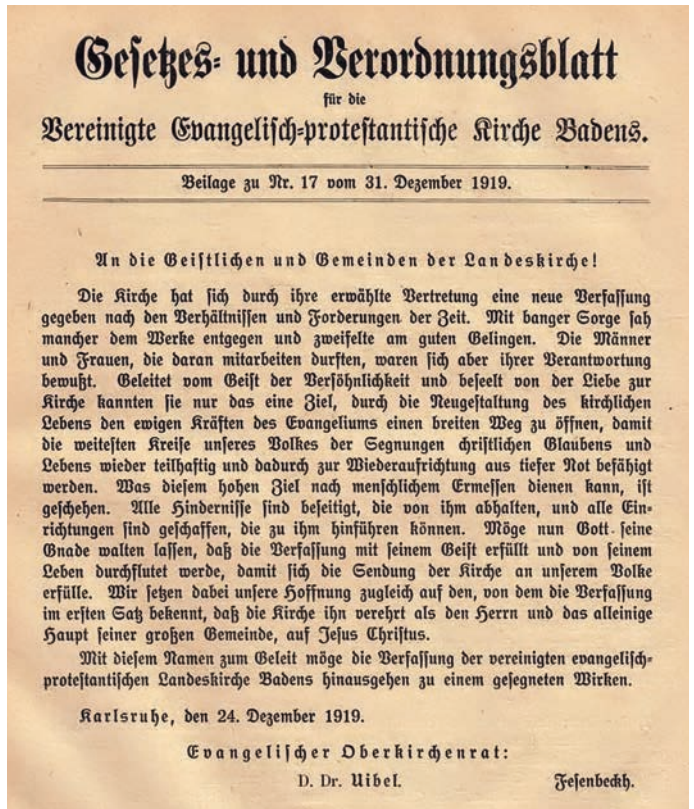 Gesetzes- und Verordnungsblatt
für die
Vereinigte Evangelisch-protestantische Kirche Badens.
Beilage zu Nr. 17 vom 31. Dezember 1919.
An die Geistlichen und Gemeinden der Landeskirche!
Die Kirche hat sich durch ihre erwählte Vertretung eine neue Verfassung
gegeben nach den Verhältnissen und Forderungen der Zeit. Mit banger Sorge sah
mancher dem Werke entgegen und zweifelte am guten Gelingen. Die Männer
und Frauen, die daran mitarbeiten durften, waren sich aber ihrer Verantwortung
bewußt. Geleitet vom Geist der Versöhnlichkeit und beseelt von der Liebe zur
Kirche kannten sie nur das eine Ziel, durch die Neugestaltung des kirchlichen
Lebens den ewigen Kräften des Evangeliums einen breiten Weg zu öffnen, damit
die weitesten Kreise unseres Volkes der Segnungen christlichen Glaubens und
Lebens wieder teilhaftig und dadurch zur Wiederaufrichtung aus tiefer Not befähigt
werden. Was diesem hohen Ziel nach menschlichem Ermessen dienen kann, ist
geschehen. Alle Hindernisse sind beseitigt, die von ihm abhalten, und alle Ein-
richtungen sind geschaffen, die zu ihm hinführen können. Möge nun Gott seine
Gnade walten lassen, daß die Verfassung mit seinem Geist erfüllt und von seinem
Leben durchflutet werde, damit sich die Sendung der Kirche an unserem Volke
erfülle. Wir setzen dabei unsere Hoffnung zugleich auf den, von dem die Verfassung
im ersten Satz bekennt, daß die Kirche ihn verehrt als den Herrn und das alleinige
Haupt seiner großen Gemeinde, auf Jesus Christus.
Mit diesem Namen zum Geleit möge die Verfassung der vereinigten evangelisch-
protestantischen Landeskirche Badens hinausgehen zu einem gesegneten Wirken.
Karlsruhe, den 24. Dezember 1919.
Evangelischer Oberkirchenrat:
D. Dr. Uibel. Fesenbeckh.